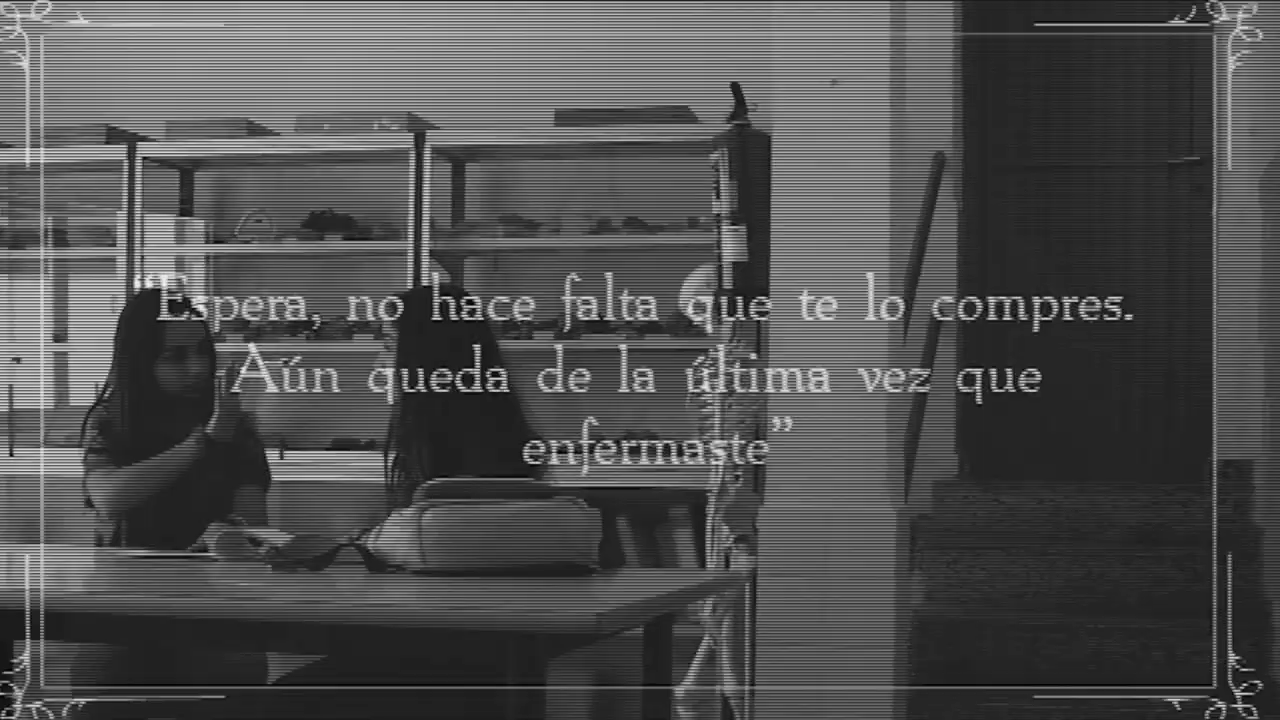 “Espera, no hace falta que te lo compres.
Aún queda de la última vez que
enfermaste”